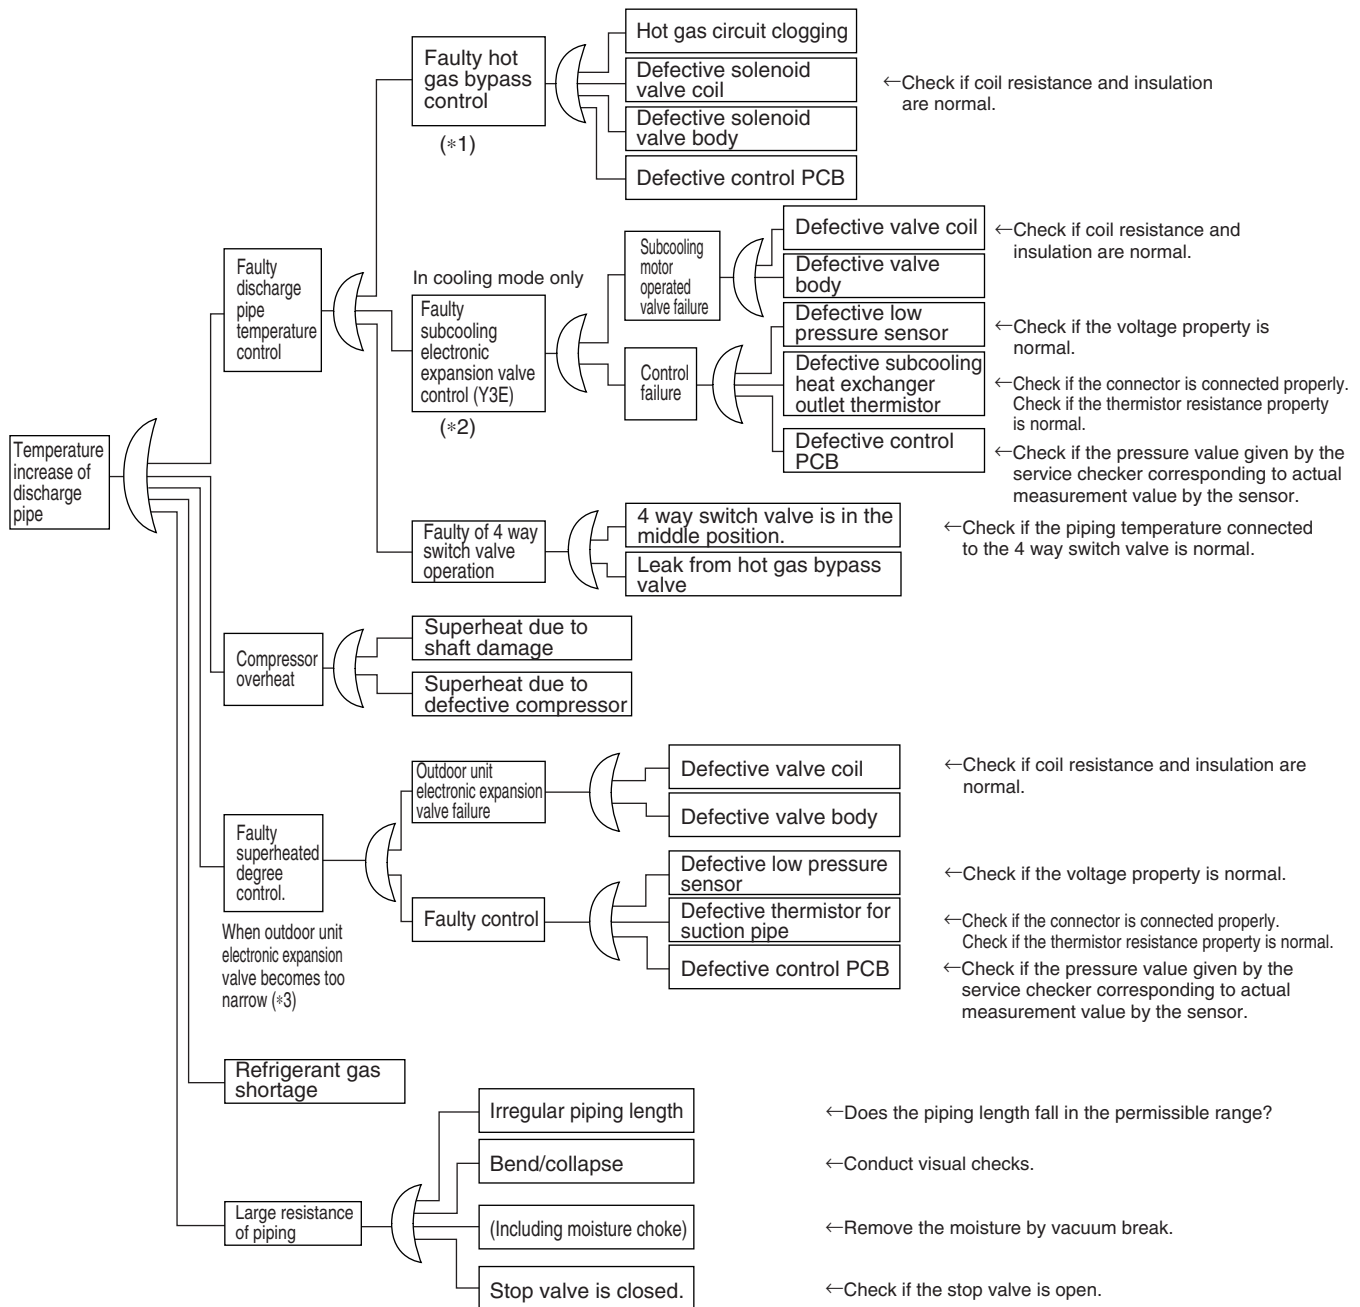 Temperature
increase of
discharge
pipe
Faulty
discharge
pipe
temperature
control
Faulty hot
gas bypass
control
(*1)
Hot gas circuit clogging
Defective solenoid
valve coil
←Check if coil resistance and insulation
are normal.
Defective solenoid
valve body
Defective control PCB
In cooling mode only
Faulty
subcooling
electronic
expansion valve
control (Y3E)
(*2)
Subcooling
motor
operated
valve failure
Defective valve coil
←Check if coil resistance and
insulation are normal.
Defective valve
body
Control
failure
Defective low
pressure sensor
←Check if the voltage property is
normal.
Defective subcooling
heat exchanger
outlet thermistor
←Check if the connector is connected properly.
Check if the thermistor resistance property
is normal.
Defective control
PCB
←Check if the pressure value given by the
service checker corresponding to actual
measurement value by the sensor.
Faulty of 4 way
switch valve
operation
4 way switch valve is in the
middle position.
←Check if the piping temperature connected
to the 4 way switch valve is normal.
Leak from hot gas bypass
valve
Compressor
overheat
Superheat due to
shaft damage
Superheat due to
defective compressor
Faulty
superheated
degree
control.
When outdoor unit
electronic expansion
valve becomes too
narrow (*3)
Outdoor unit
electronic expansion
valve failure
Defective valve coil
←Check if coil resistance and insulation are
normal.
Defective valve body
Faulty control
Defective low pressure
sensor
←Check if the voltage property is normal.
Defective thermistor for
suction pipe
←Check if the connector is connected properly.
Check if the thermistor resistance property is normal.
Defective control PCB
←Check if the pressure value given by the
service checker corresponding to actual
measurement value by the sensor.
Refrigerant gas
shortage
Large resistance
of piping
Irregular piping length
←Does the piping length fall in the permissible range?
Bend/collapse
←Conduct visual checks.
(Including moisture choke)
←Remove the moisture by vacuum break.
Stop valve is closed.
←Check if the stop valve is open.